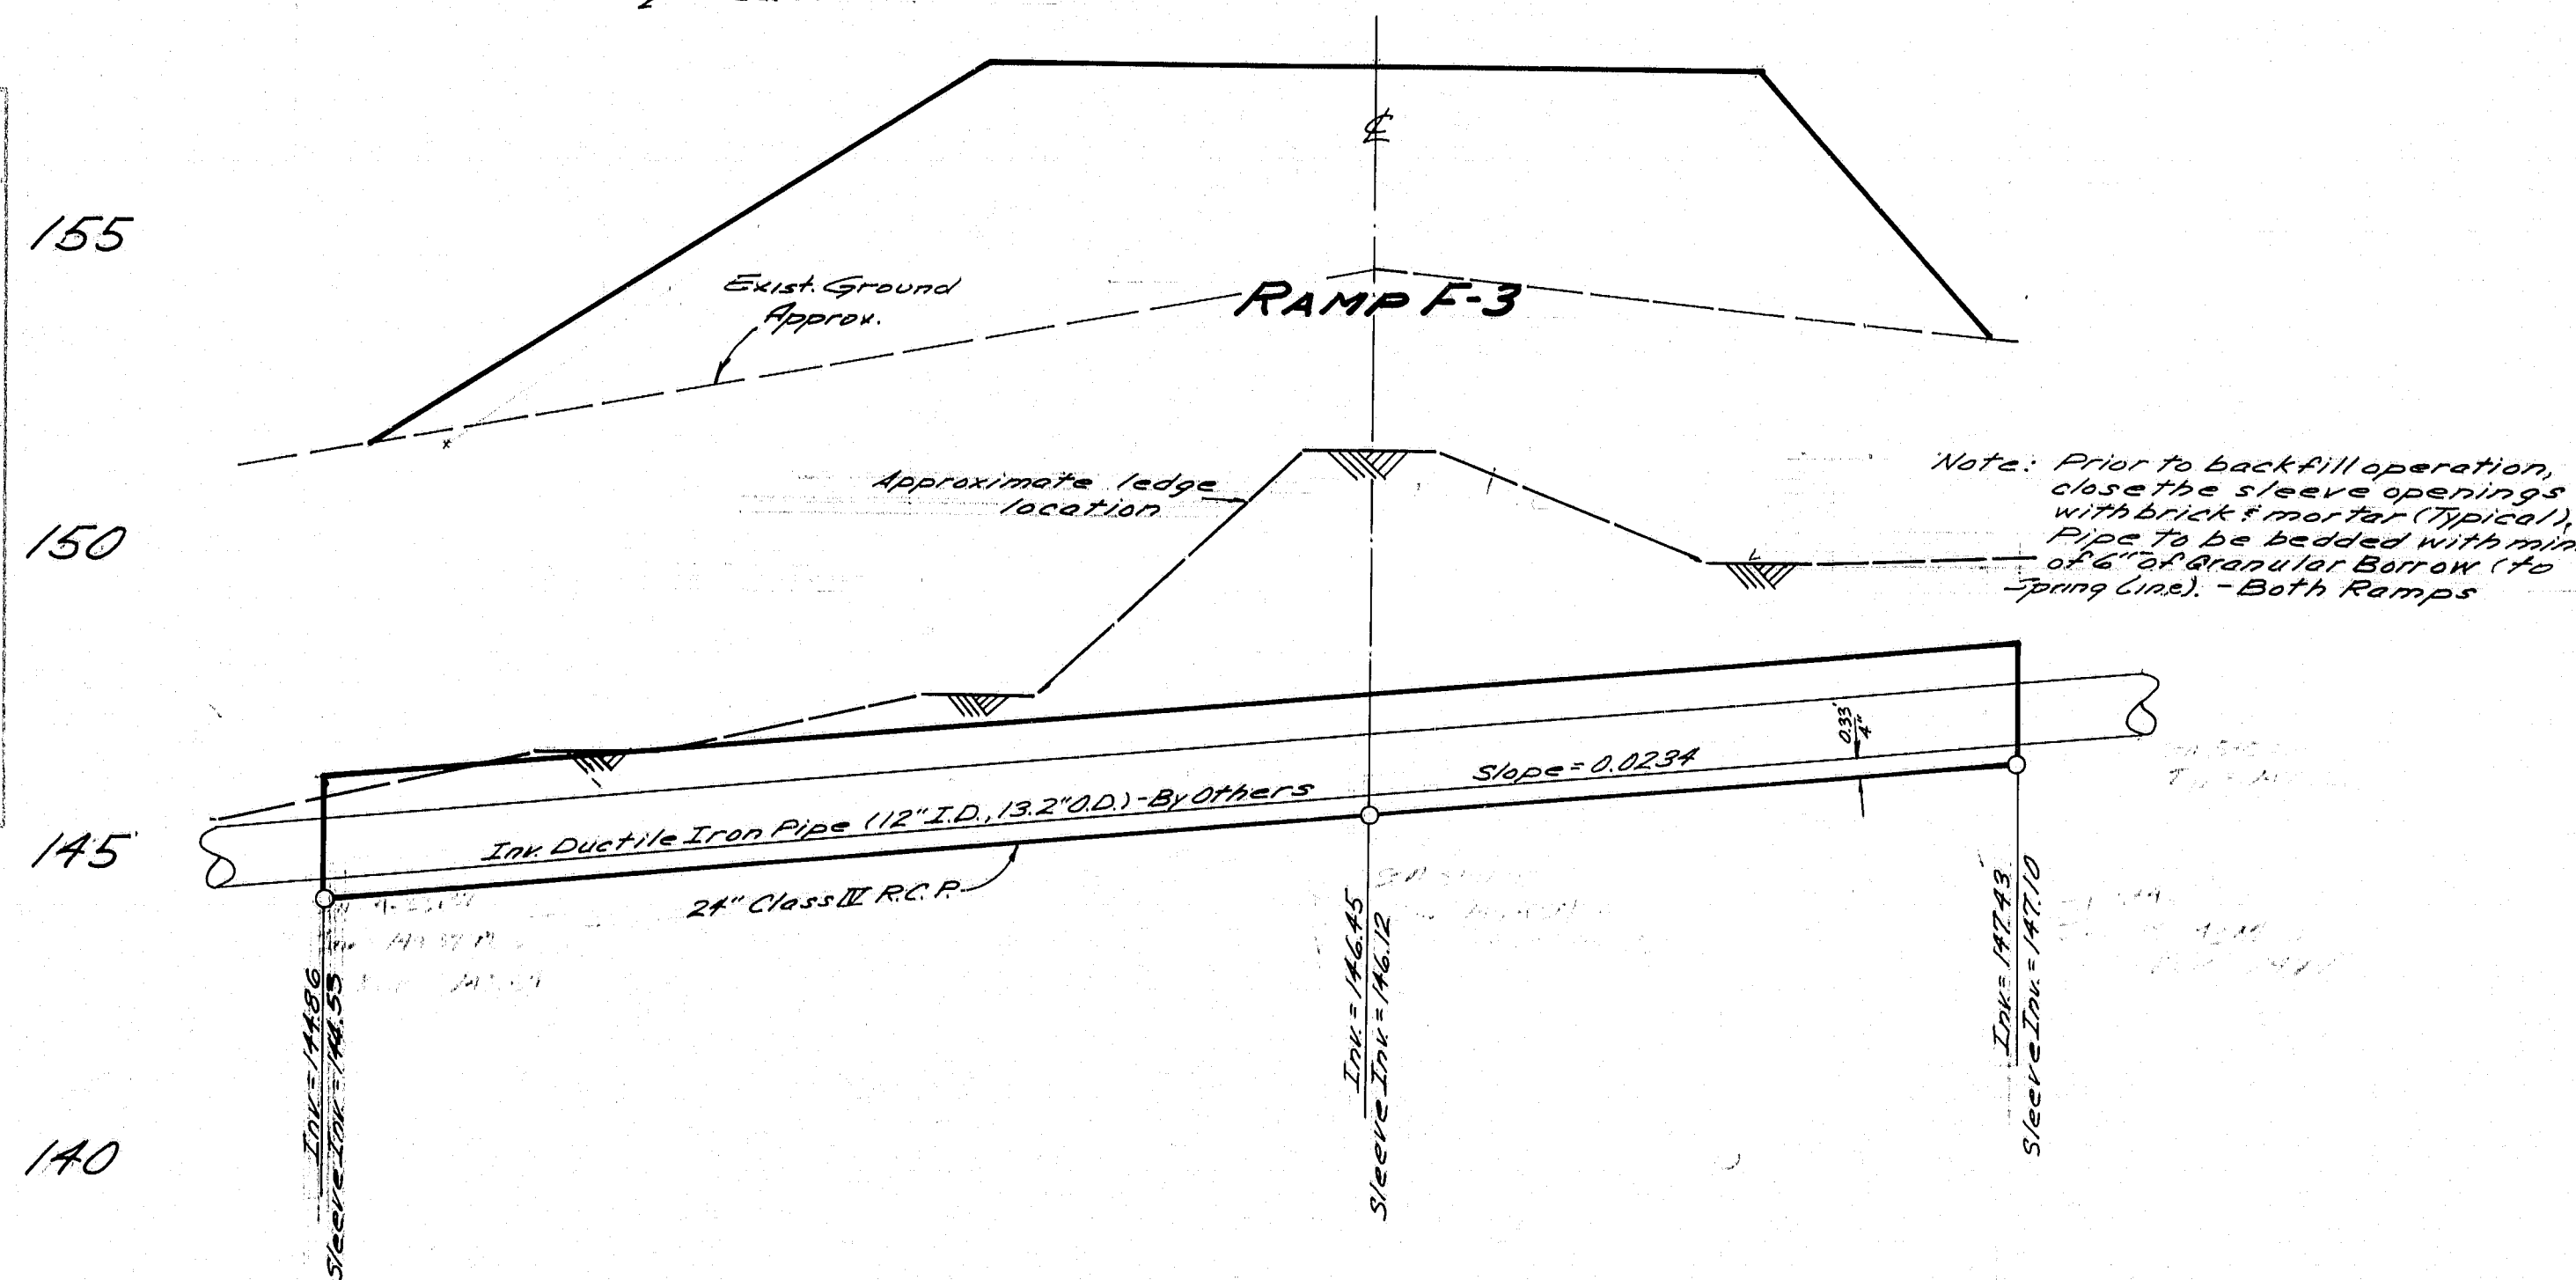 155
Exist. Ground
Approx.
℄
RAMP F-3
150
Approximate ledge
location
Note: Prior to backfill operation,
close the sleeve openings
with brick & mortar (Typical),
Pipe to be bedded with min.
of 6" of Granular Borrow (to
Spring Line). - Both Ramps
145
Inv. Ductile Iron Pipe (12" I.D., 13.2" O.D.) - By Others
Slope = 0.0234
0.33'
4"
24" Class IV R.C.P.
140
Inv. = 144.86
Sleeve Inv. = 144.53
Inv. = 146.45
Sleeve Inv. = 146.12
Inv. = 147.43
Sleeve Inv. = 147.10